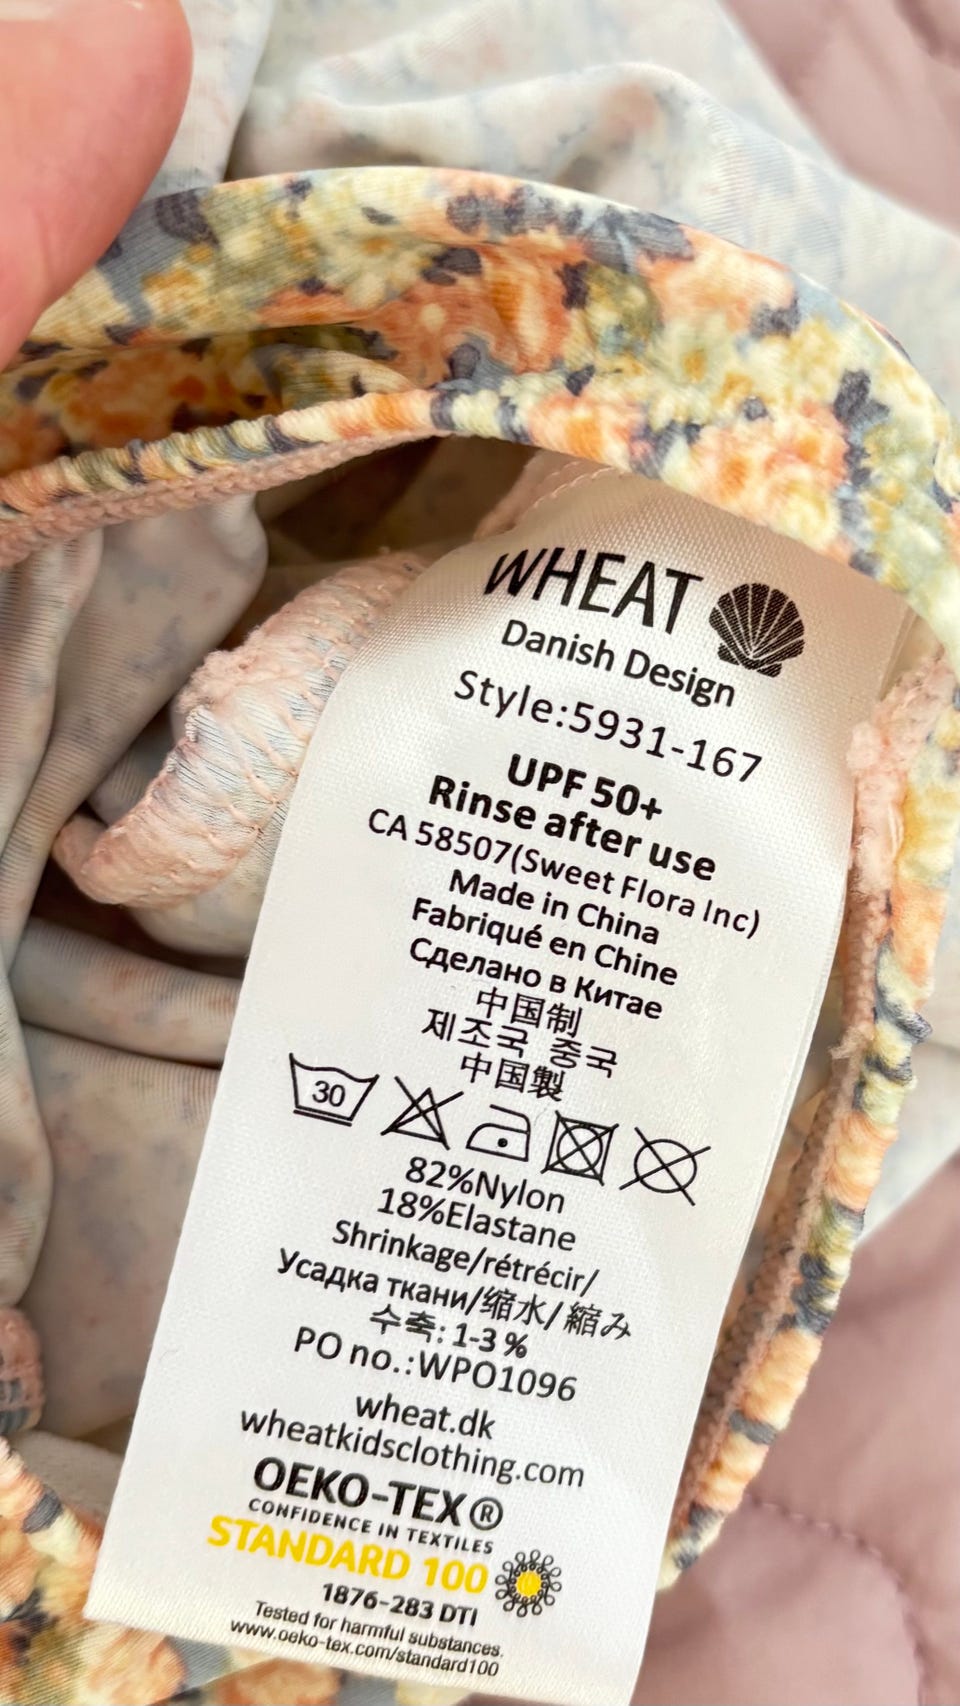 WHEAT
Danish Design
Style:5931-167
UPF 50+
Rinse after use
CA 58507(Sweet Flora Inc)
Made in China
Fabriqué en Chine
Сделано в Китае
中国制
제조국 중국
中国製
30
82%Nylon
18%Elastane
Shrinkage/rétrécir/
Усадка ткани/缩水/縮み
수축: 1-3 %
PO no.:WPO1096
wheat.dk
wheatkidsclothing.com
OEKO-TEX®
CONFIDENCE IN TEXTILES
STANDARD 100
1876-283 DTI
Tested for harmful substances.
www.oeko-tex.com/standard100